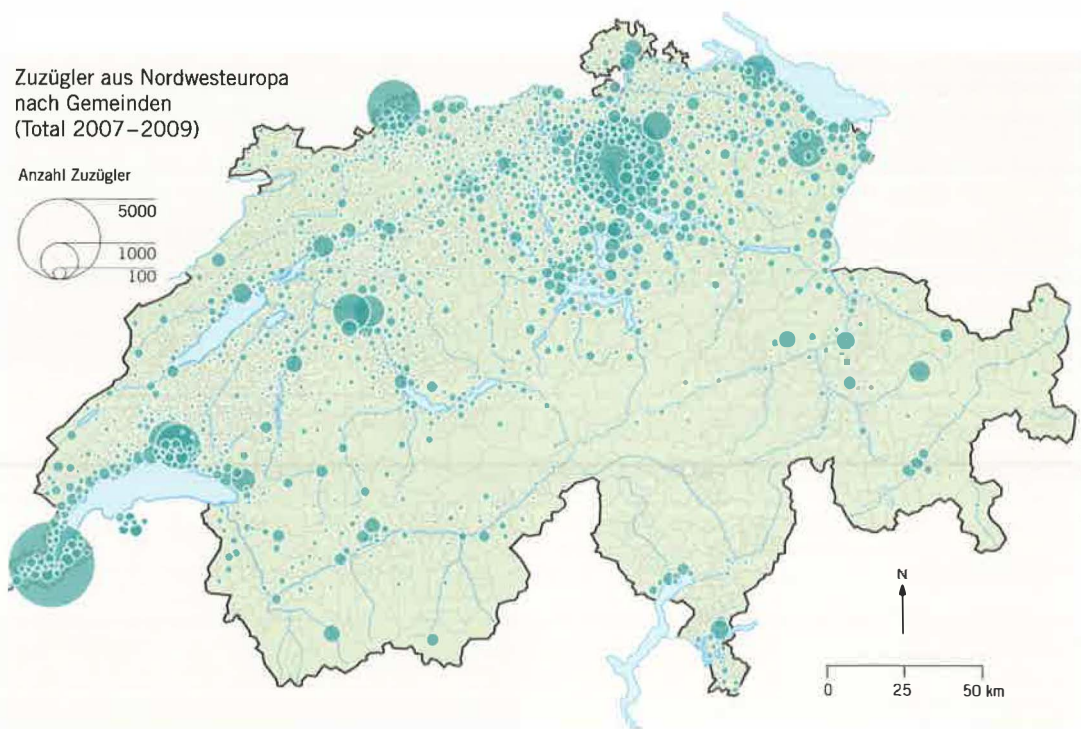 Zuzügler aus Nordwesteuropa
nach Gemeinden
(Total 2007–2009)
Anzahl Zuzügler
5000
1000
100
N
0 25 50 km